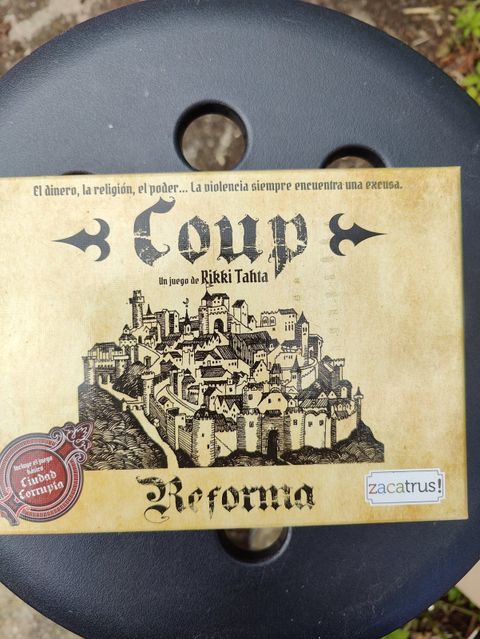 El dinero, la religión, el poder... La violencia siempre encuentra una excusa.
Coup
Un juego de Rikki Tahta
Incluye el juego
básico
Ciudad
Corrupta
Reforma
zacatrus!